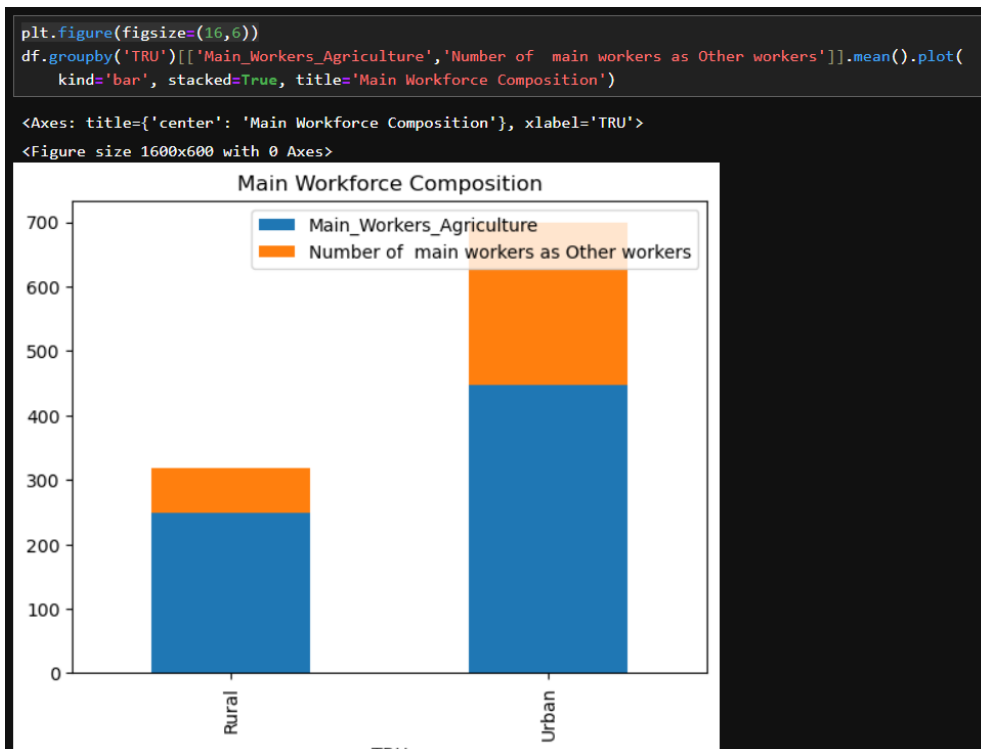 plt.figure(figsize=(16,6))
df.groupby('TRU')[['Main_Workers_Agriculture','Number of  main workers as Other workers']].mean().plot(
    kind='bar', stacked=True, title='Main Workforce Composition')
<Axes: title={'center': 'Main Workforce Composition'}, xlabel='TRU'>
<Figure size 1600x600 with 0 Axes>
Main Workforce Composition
Main_Workers_Agriculture
Number of  main workers as Other workers
700
600
500
400
300
200
100
0
Rural
Urban
TRU